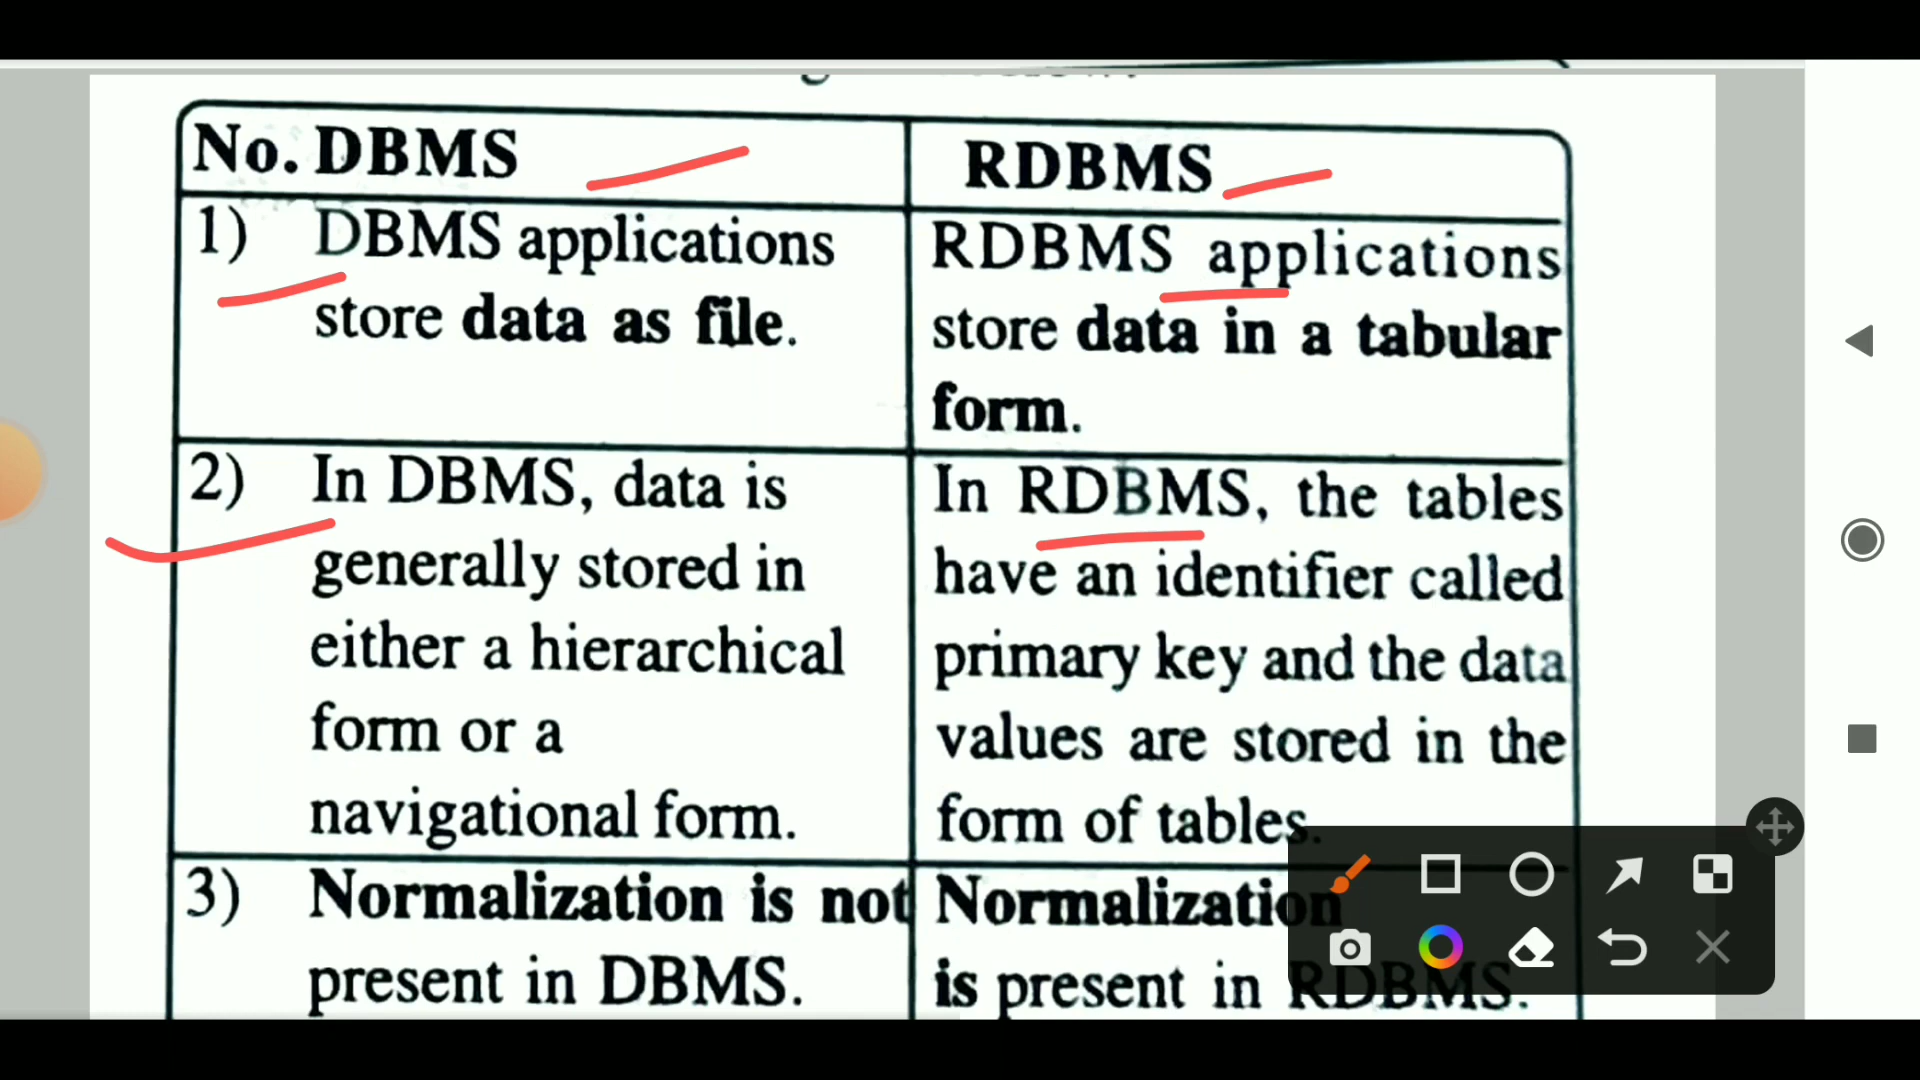 No. DBMS
RDBMS
1) DBMS applications
store data as file.
RDBMS applications
store data in a tabular
form.
2) In DBMS, data is
generally stored in
either a hierarchical
form or a
navigational form.
In RDBMS, the tables
have an identifier called
primary key and the data
values are stored in the
form of tables.
3) Normalization is not
present in DBMS.
Normalization
is present in RDBMS.